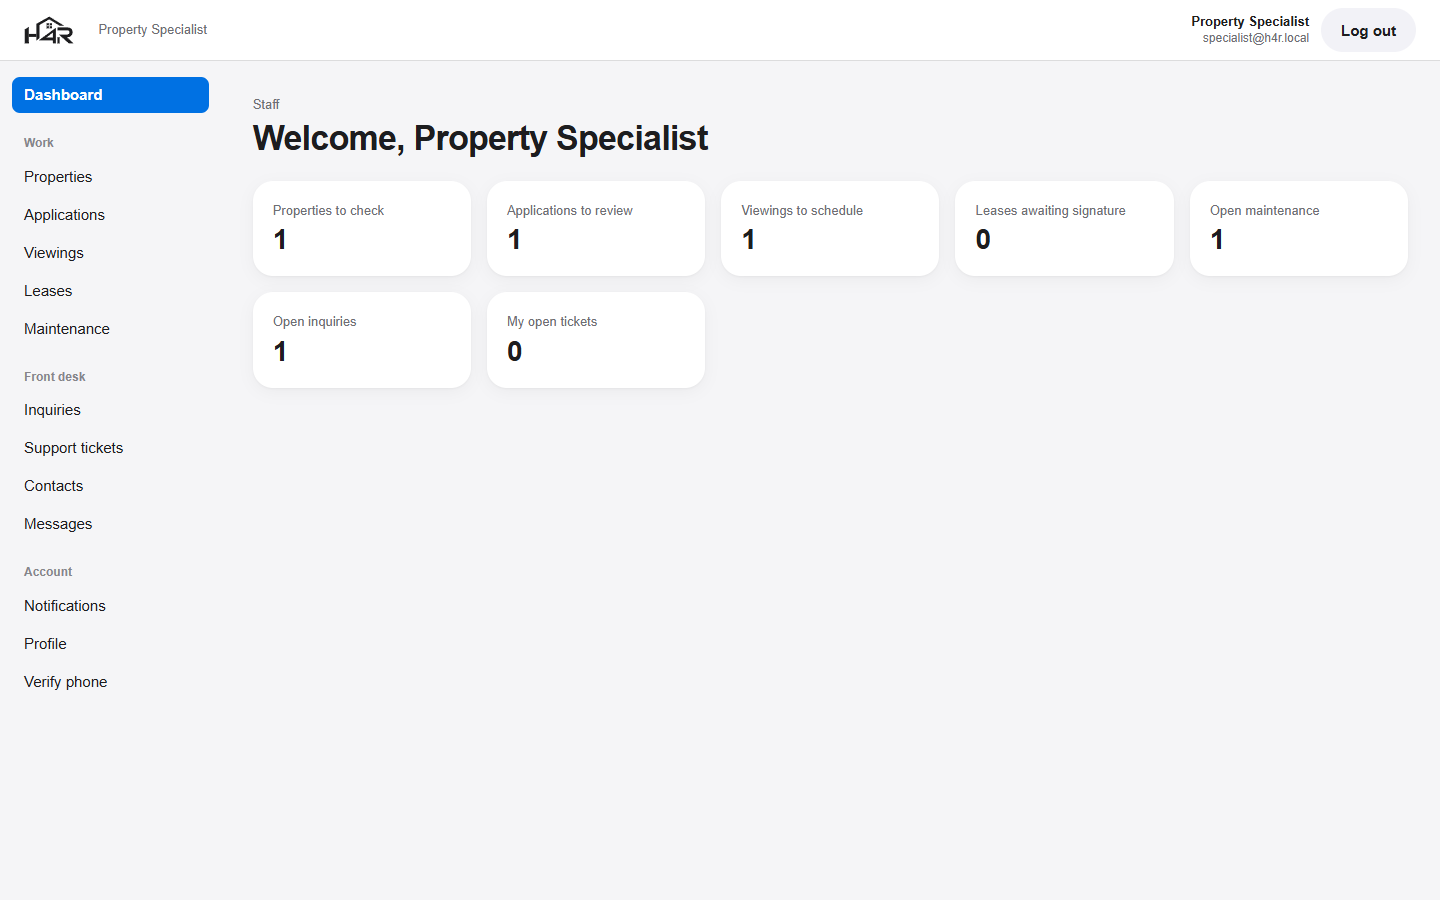 H4R
Property Specialist
Property Specialist
specialist@h4r.local
Log out
Dashboard
Work
Properties
Applications
Viewings
Leases
Maintenance
Front desk
Inquiries
Support tickets
Contacts
Messages
Account
Notifications
Profile
Verify phone
Staff
Welcome, Property Specialist
Properties to check
1
Applications to review
1
Viewings to schedule
1
Leases awaiting signature
0
Open maintenance
1
Open inquiries
1
My open tickets
0